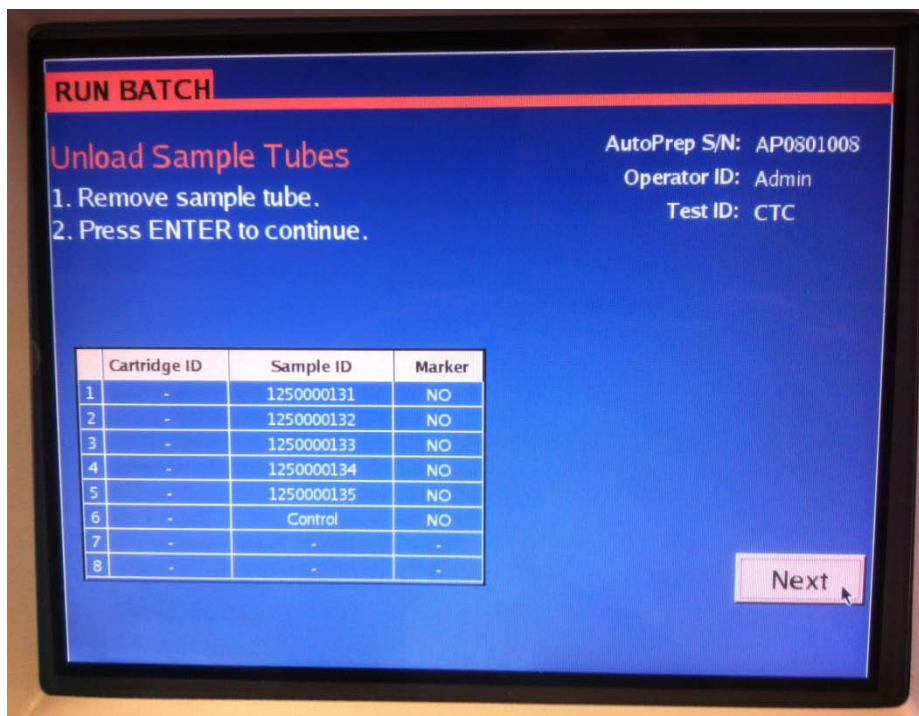 RUN BATCH
Unload Sample Tubes
1. Remove sample tube.
2. Press ENTER to continue.
AutoPrep S/N: AP0801008
Operator ID: Admin
Test ID: CTC
Cartridge ID Sample ID Marker
1 - 1250000131 NO
2 - 1250000132 NO
3 - 1250000133 NO
4 - 1250000134 NO
5 - 1250000135 NO
6 - Control NO
7 - - -
8 - - -
Next